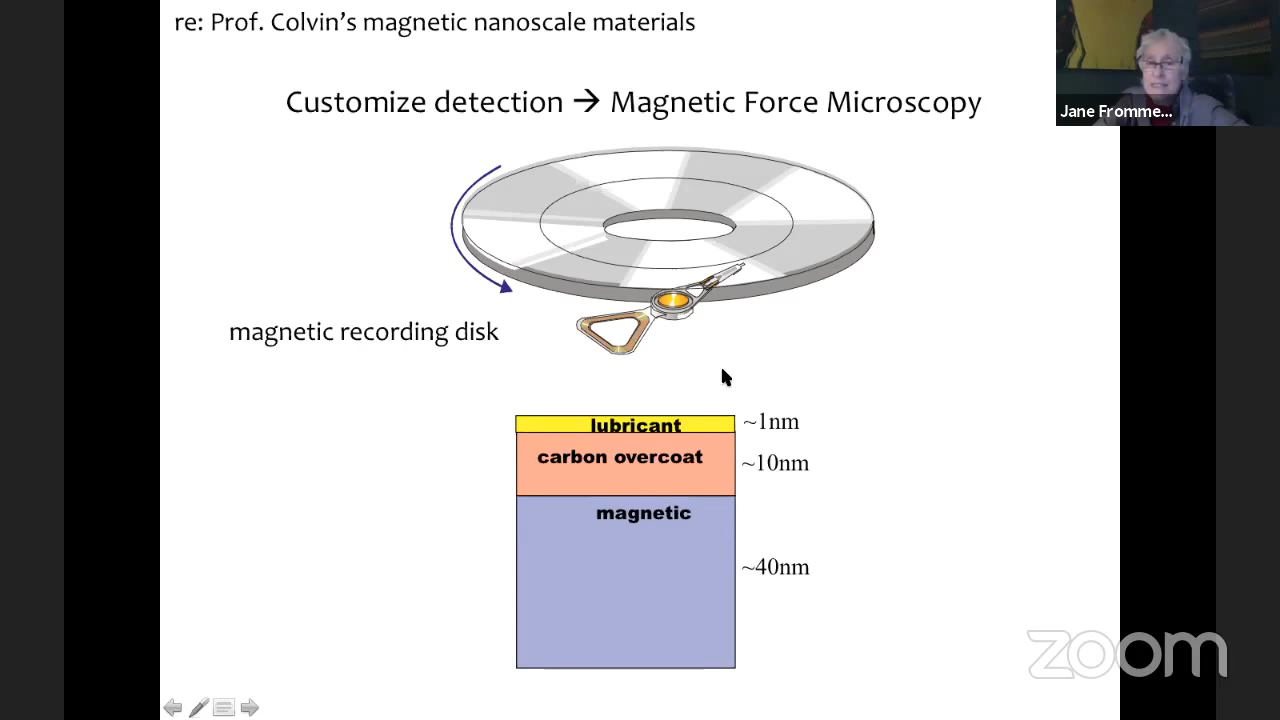 re: Prof. Colvin's magnetic nanoscale materials
Jane Fromme...
Customize detection → Magnetic Force Microscopy
magnetic recording disk
lubricant
~1nm
carbon overcoat
~10nm
magnetic
~40nm
zoom